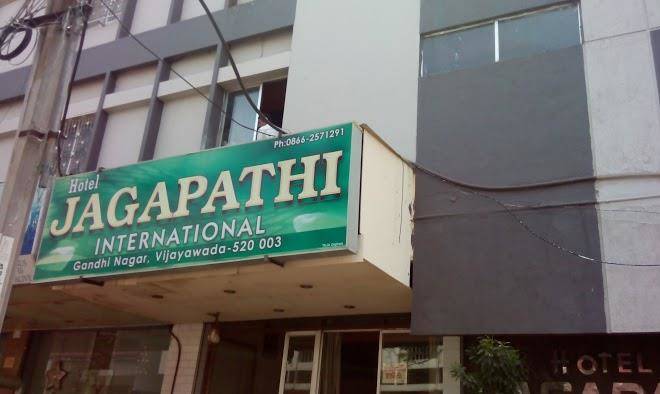 Ph:0866-2571291
Hotel
JAGAPATHI
INTERNATIONAL
Gandhi Nagar, Vijayawada-520 003
HOTEL